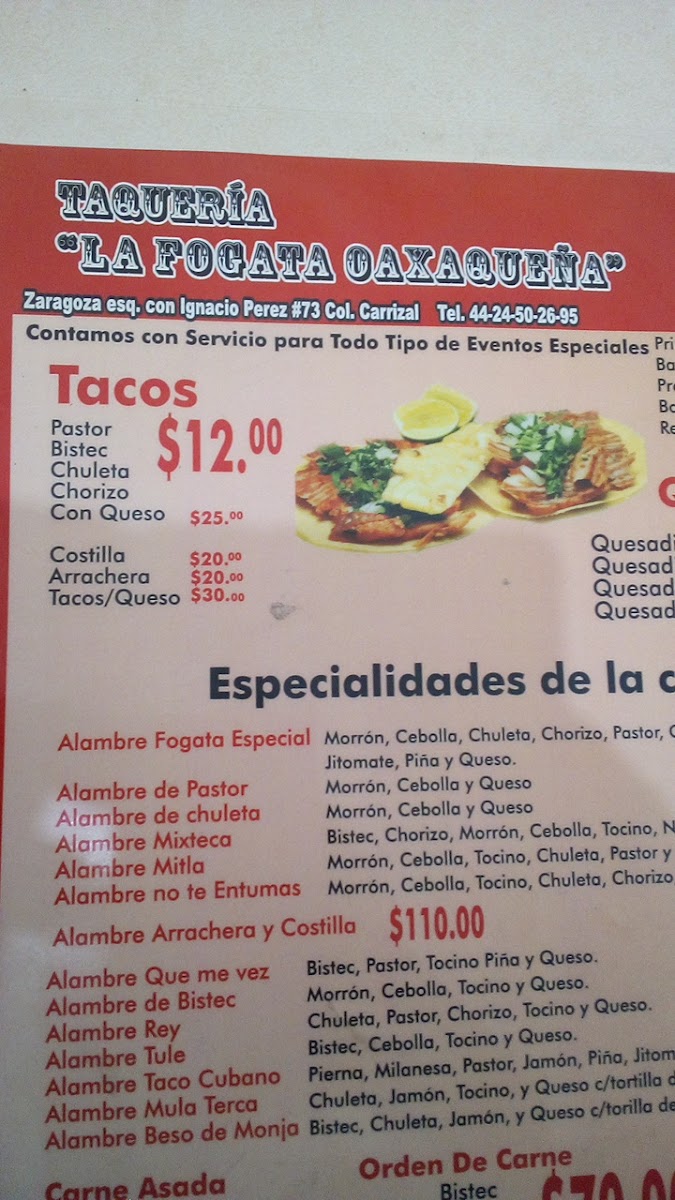 TAQUERÍA
"LA FOGATA OAXAQUEÑA"
Zaragoza esq. con Ignacio Perez #73 Col. Carrizal Tel. 44-24-50-26-95
Contamos con Servicio para Todo Tipo de Eventos Especiales
Tacos
Pastor
Bistec
Chuleta
Chorizo
$12.00
Con Queso $25.00
Costilla $20.00
Arrachera $20.00
Tacos/Queso $30.00
Especialidades de la
Alambre Fogata Especial Morrón, Cebolla, Chuleta, Chorizo, Pastor,
Jitomate, Piña y Queso.
Alambre de Pastor Morrón, Cebolla y Queso
Alambre de chuleta Morrón, Cebolla y Queso
Alambre Mixteca Bistec, Chorizo, Morrón, Cebolla, Tocino,
Alambre Mitla Morrón, Cebolla, Tocino, Chuleta, Pastor y
Alambre no te Entumas Morrón, Cebolla, Tocino, Chuleta, Chorizo,
Alambre Arrachera y Costilla $110.00
Alambre Que me vez Bistec, Pastor, Tocino Piña y Queso.
Alambre de Bistec Morrón, Cebolla, Tocino y Queso.
Alambre Rey Chuleta, Pastor, Chorizo, Tocino y Queso.
Alambre Tule Bistec, Cebolla, Tocino y Queso.
Alambre Taco Cubano Pierna, Milanesa, Pastor, Jamón, Piña, Jitom
Alambre Mula Terca Chuleta, Jamón, Tocino, y Queso c/tortilla d
Alambre Beso de Monja Bistec, Chuleta, Jamón, y Queso c/torilla de
Orden De Carne
Carne Asada Bistec $70.00